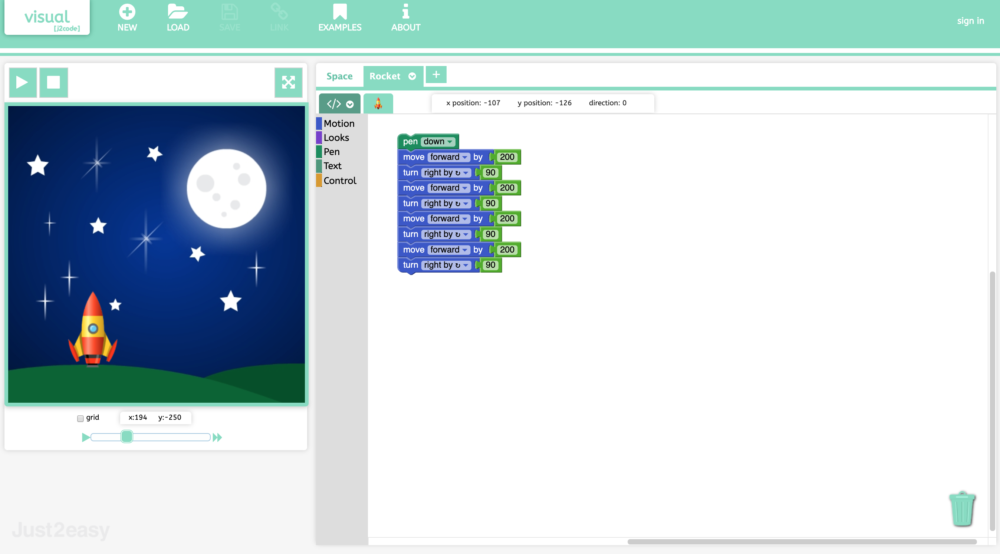 visual
[j2code]
NEW
LOAD
SAVE
LINK
EXAMPLES
ABOUT
sign in
Space
Rocket
+
</>
x position: -107 y position: -126 direction: 0
Motion
Looks
Pen
Text
Control
pen down
move forward by 200
turn right by ↻ 90
move forward by 200
turn right by ↻ 90
move forward by 200
turn right by ↻ 90
move forward by 200
turn right by ↻ 90
grid
x:194 y:-250
Just2easy